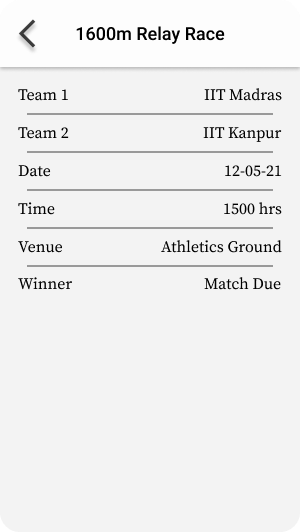 1600m Relay Race
Team 1 IIT Madras
Team 2 IIT Kanpur
Date 12-05-21
Time 1500 hrs
Venue Athletics Ground
Winner Match Due